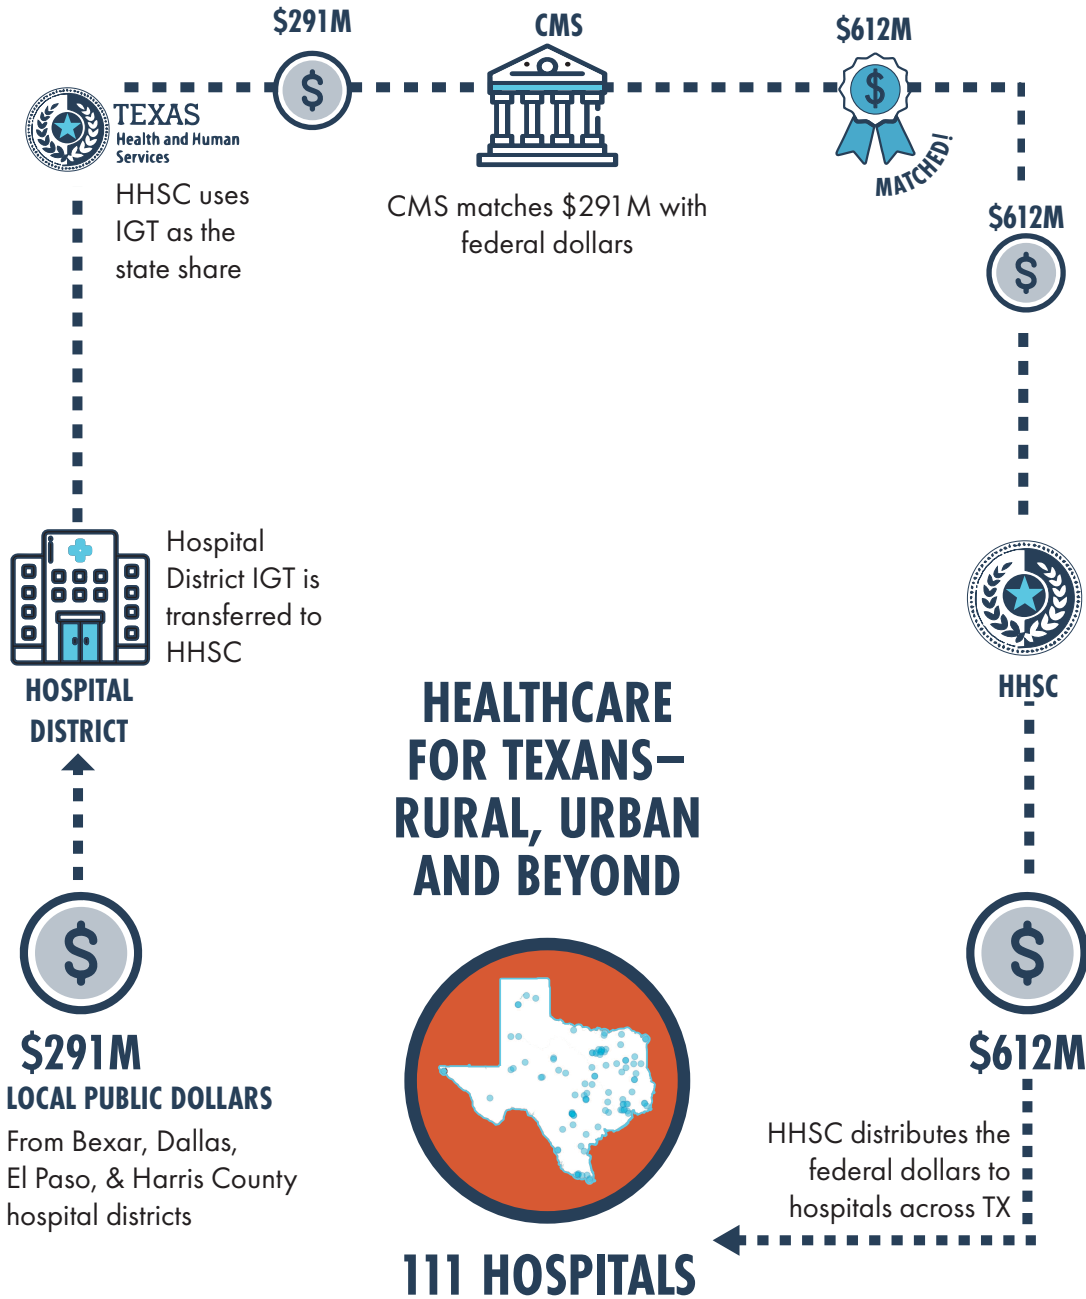 $291M
CMS
$612M
TEXAS
Health and Human
Services
MATCHED!
HHSC uses
IGT as the
state share
CMS matches $291M with
federal dollars
$612M
Hospital
District IGT is
transferred to
HHSC
HOSPITAL
DISTRICT
HHSC
HEALTHCARE
FOR TEXANS–
RURAL, URBAN
AND BEYOND
$291M
LOCAL PUBLIC DOLLARS
From Bexar, Dallas,
El Paso, & Harris County
hospital districts
$612M
HHSC distributes the
federal dollars to
hospitals across TX
111 HOSPITALS